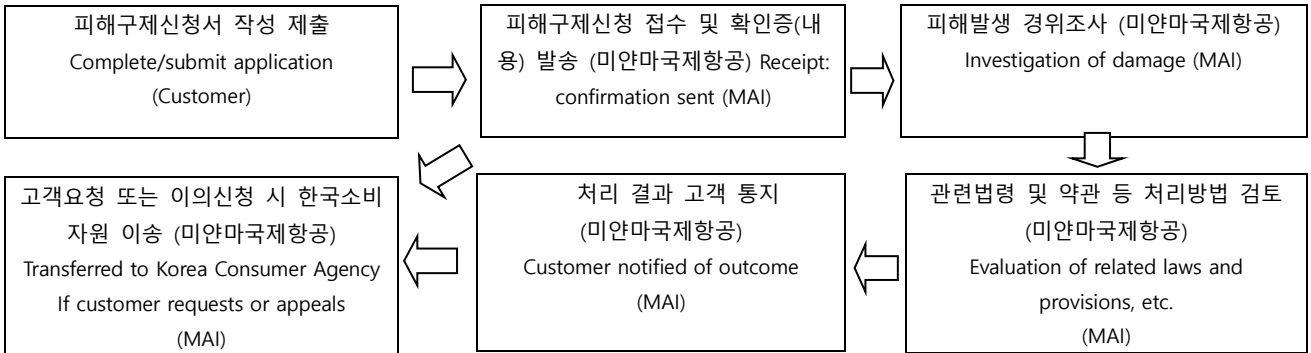 피해구제신청서 작성 제출
Complete/submit application
(Customer)
피해구제신청 접수 및 확인증(내
용) 발송 (미얀마국제항공) Receipt:
confirmation sent (MAI)
피해발생 경위조사 (미얀마국제항공)
Investigation of damage (MAI)
관련법령 및 약관 등 처리방법 검토
(미얀마국제항공)
Evaluation of related laws and
provisions, etc.
(MAI)
처리 결과 고객 통지
(미얀마국제항공)
Customer notified of outcome
(MAI)
고객요청 또는 이의신청 시 한국소비
자원 이송 (미얀마국제항공)
Transferred to Korea Consumer Agency
If customer requests or appeals
(MAI)